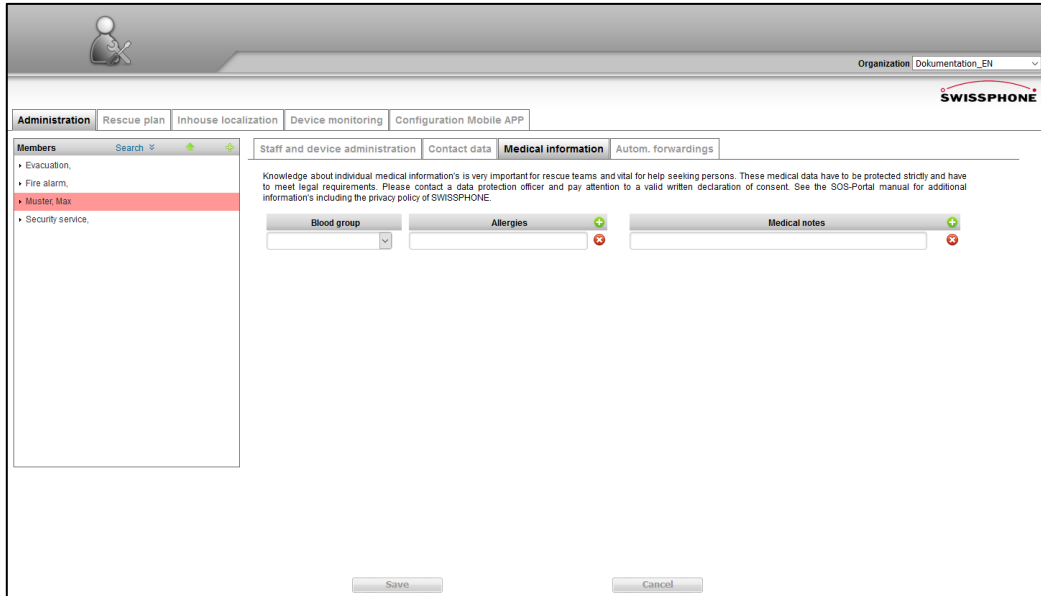 Organization Dokumentation_EN
SWISSPHONE
Administration Rescue plan Inhouse localization Device monitoring Configuration Mobile APP
Members Search
Evacuation,
Fire alarm,
Muster, Max
Security service,
Staff and device administration Contact data Medical information Autom. forwardings
Knowledge about individual medical information's is very important for rescue teams and vital for help seeking persons. These medical data have to be protected strictly and have
to meet legal requirements. Please contact a data protection officer and pay attention to a valid written declaration of consent. See the SOS-Portal manual for additional
information's including the privacy policy of SWISSPHONE.
Blood group Allergies Medical notes
Save Cancel